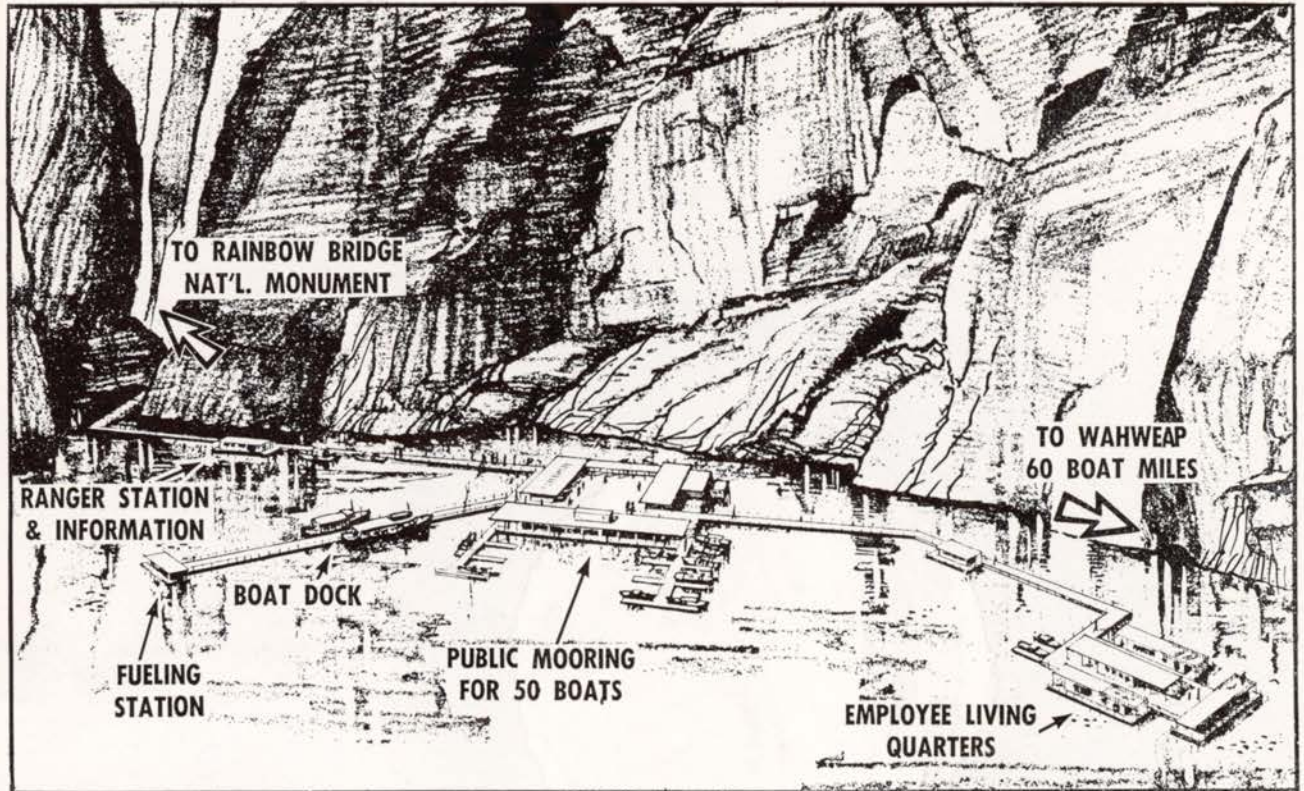 TO RAINBOW BRIDGE
NAT'L. MONUMENT
RANGER STATION
& INFORMATION
BOAT DOCK
FUELING
STATION
PUBLIC MOORING
FOR 50 BOATS
TO WAHWEAP
60 BOAT MILES
EMPLOYEE LIVING
QUARTERS